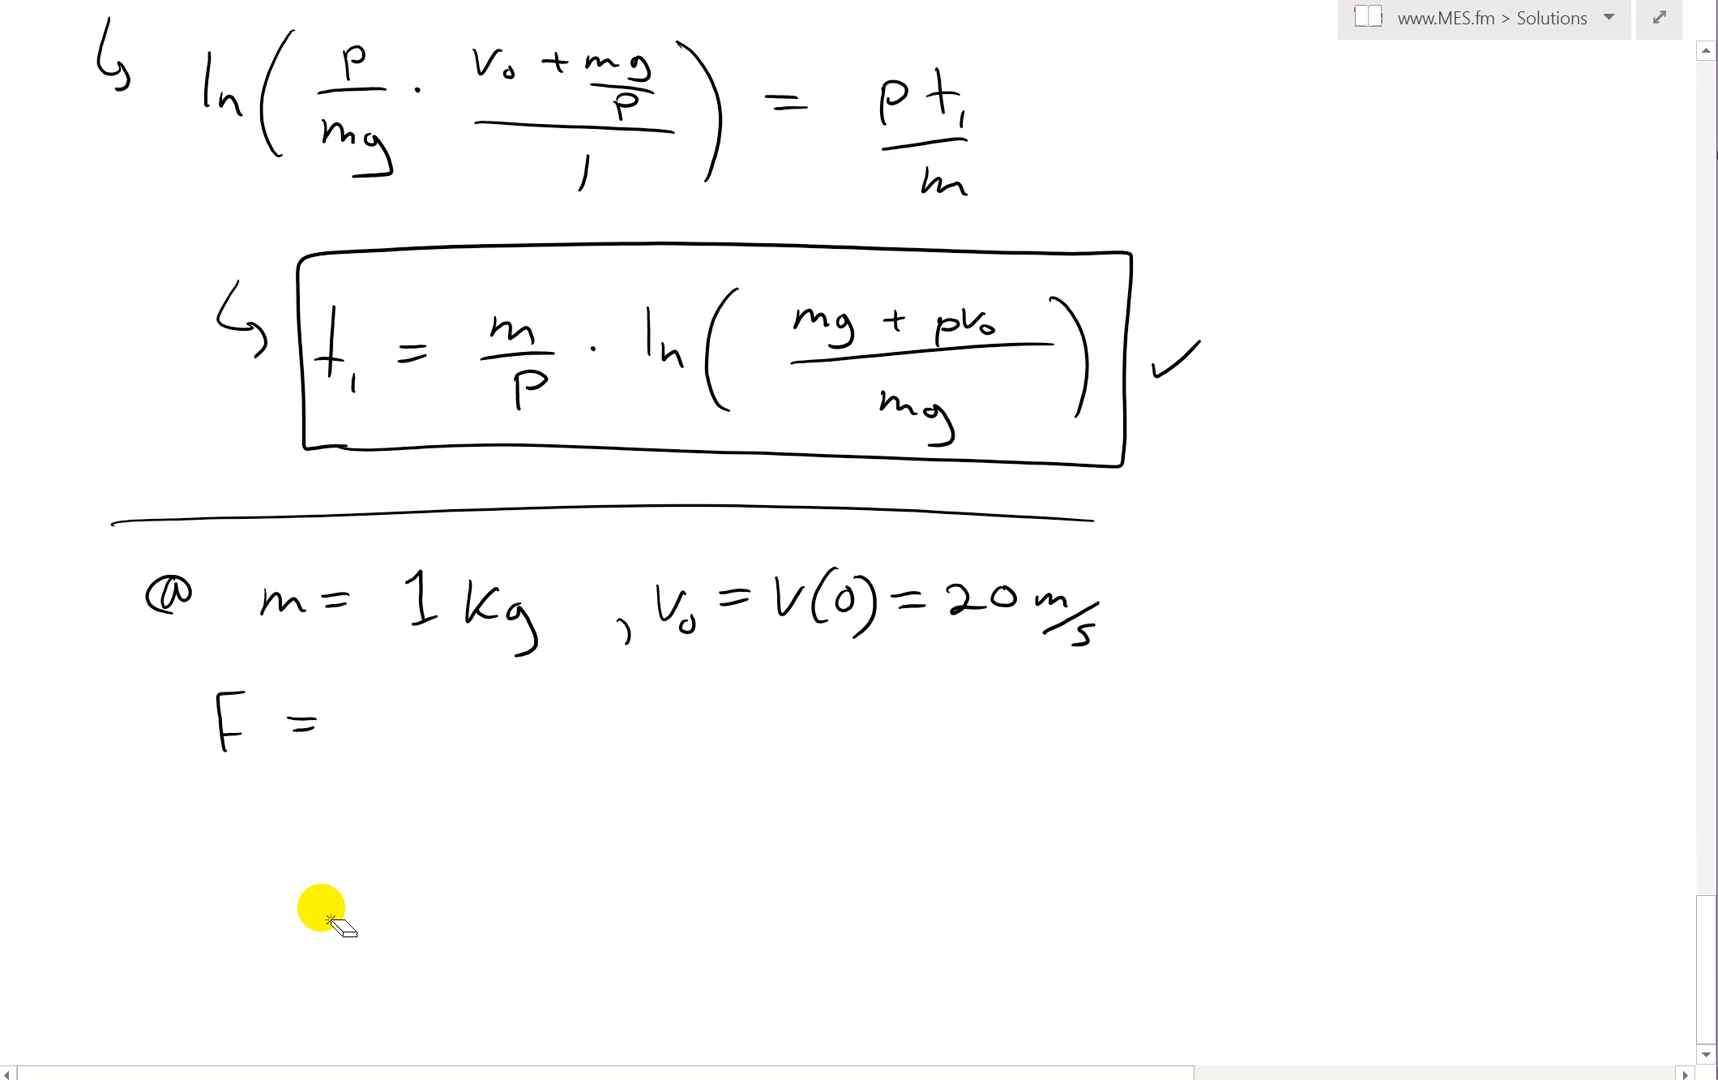 www.MES.fm > Solutions
↳ ln( p/mg · (v₀ + mg/p)/1 ) = pt₁/m
↳ t₁ = m/p · ln( (mg + pv₀)/mg ) ✓
@ m = 1 kg , v₀ = v(0) = 20 m/s
F =